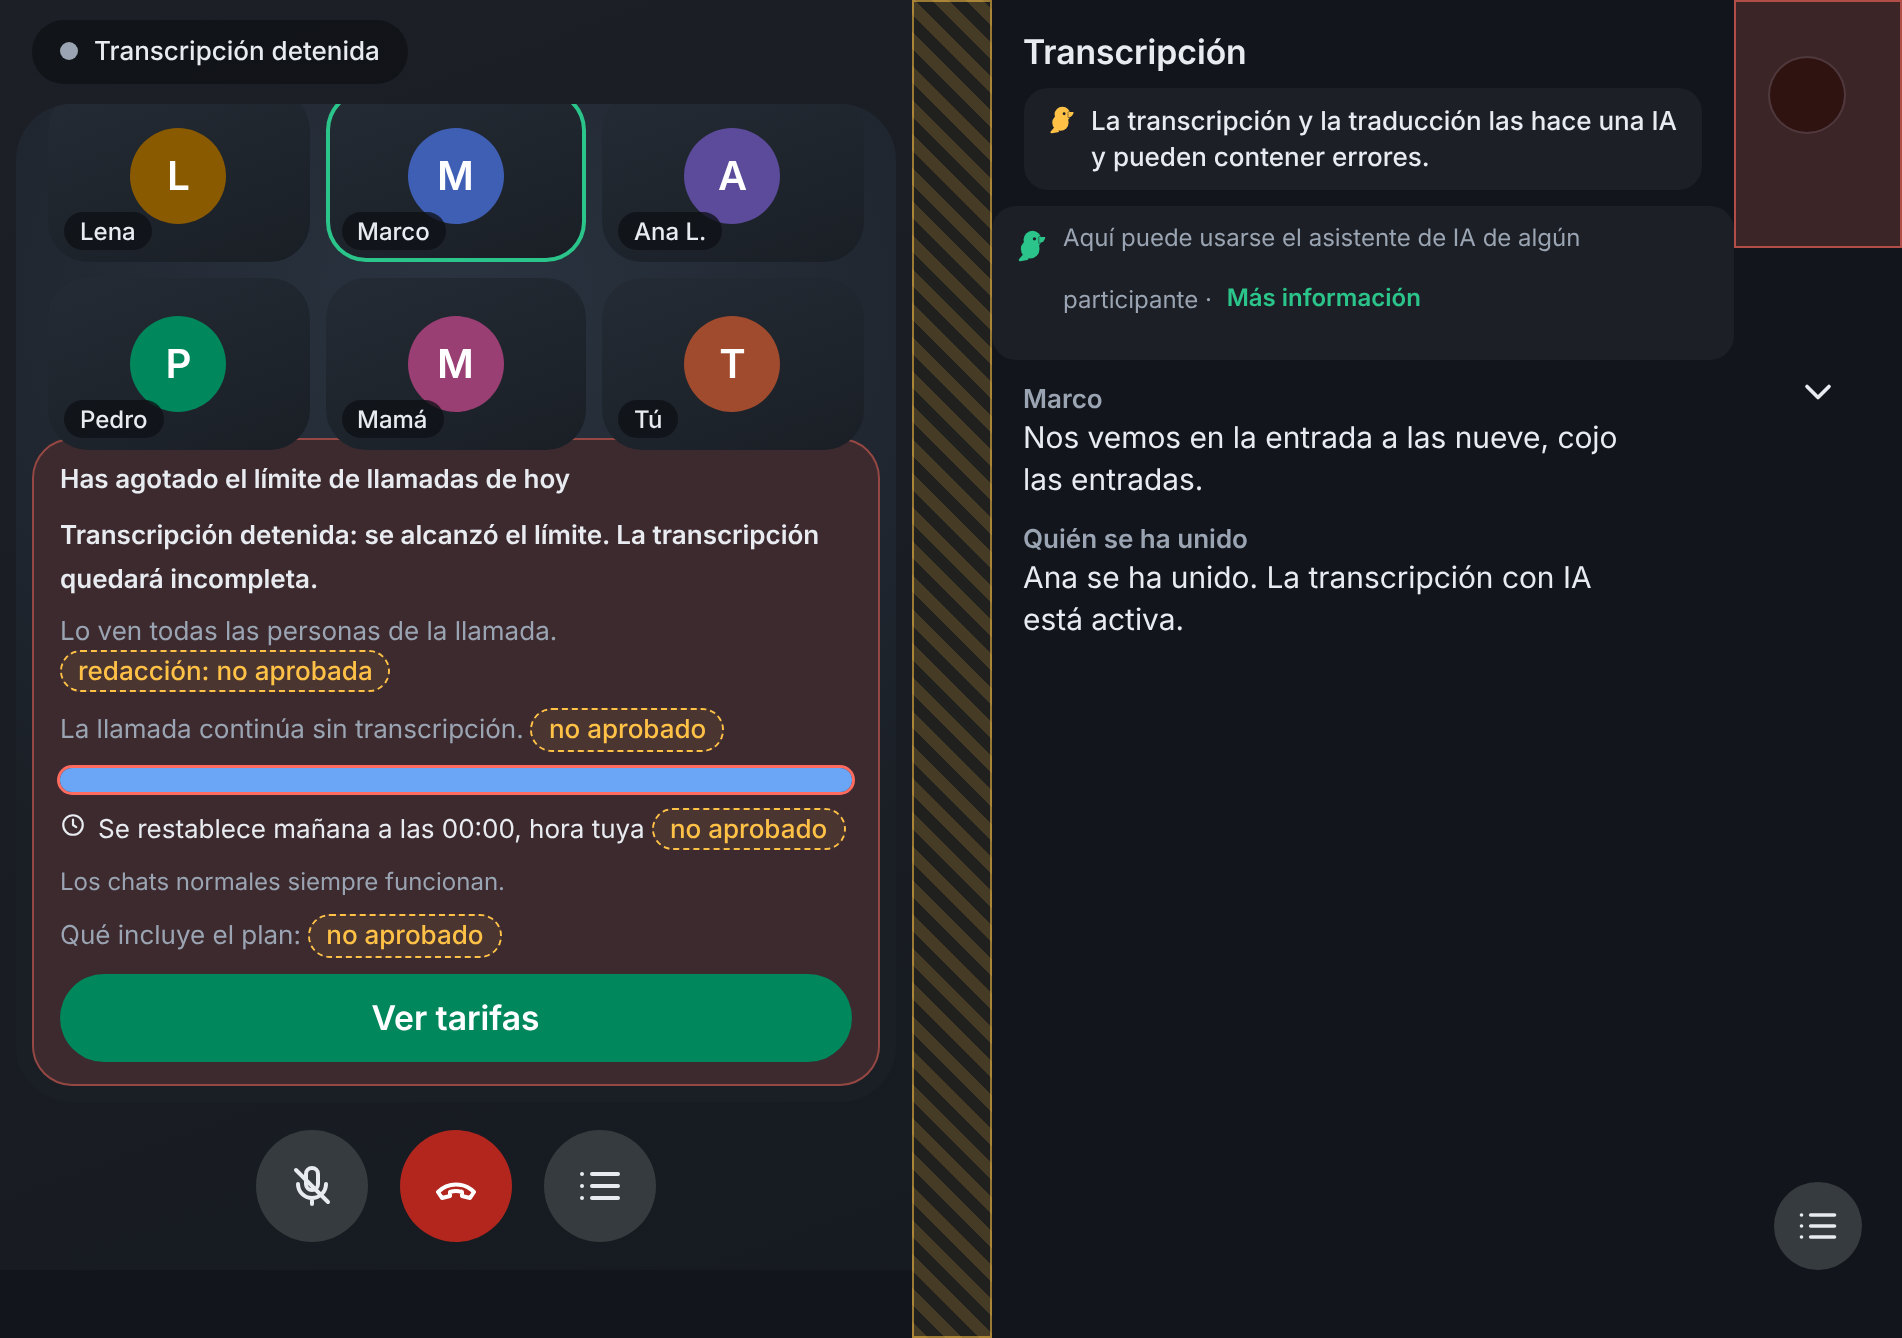 Transcripción detenida
L
Lena
M
Marco
A
Ana L.
P
Pedro
M
Mamá
T
Tú
Has agotado el límite de llamadas de hoy
Transcripción detenida: se alcanzó el límite. La transcripción
quedará incompleta.
Lo ven todas las personas de la llamada.
redacción: no aprobada
La llamada continúa sin transcripción. no aprobado
Se restablece mañana a las 00:00, hora tuya no aprobado
Los chats normales siempre funcionan.
Qué incluye el plan: no aprobado
Ver tarifas
Transcripción
La transcripción y la traducción las hace una IA
y pueden contener errores.
Aquí puede usarse el asistente de IA de algún
participante · Más información
Marco
Nos vemos en la entrada a las nueve, cojo
las entradas.
Quién se ha unido
Ana se ha unido. La transcripción con IA
está activa.